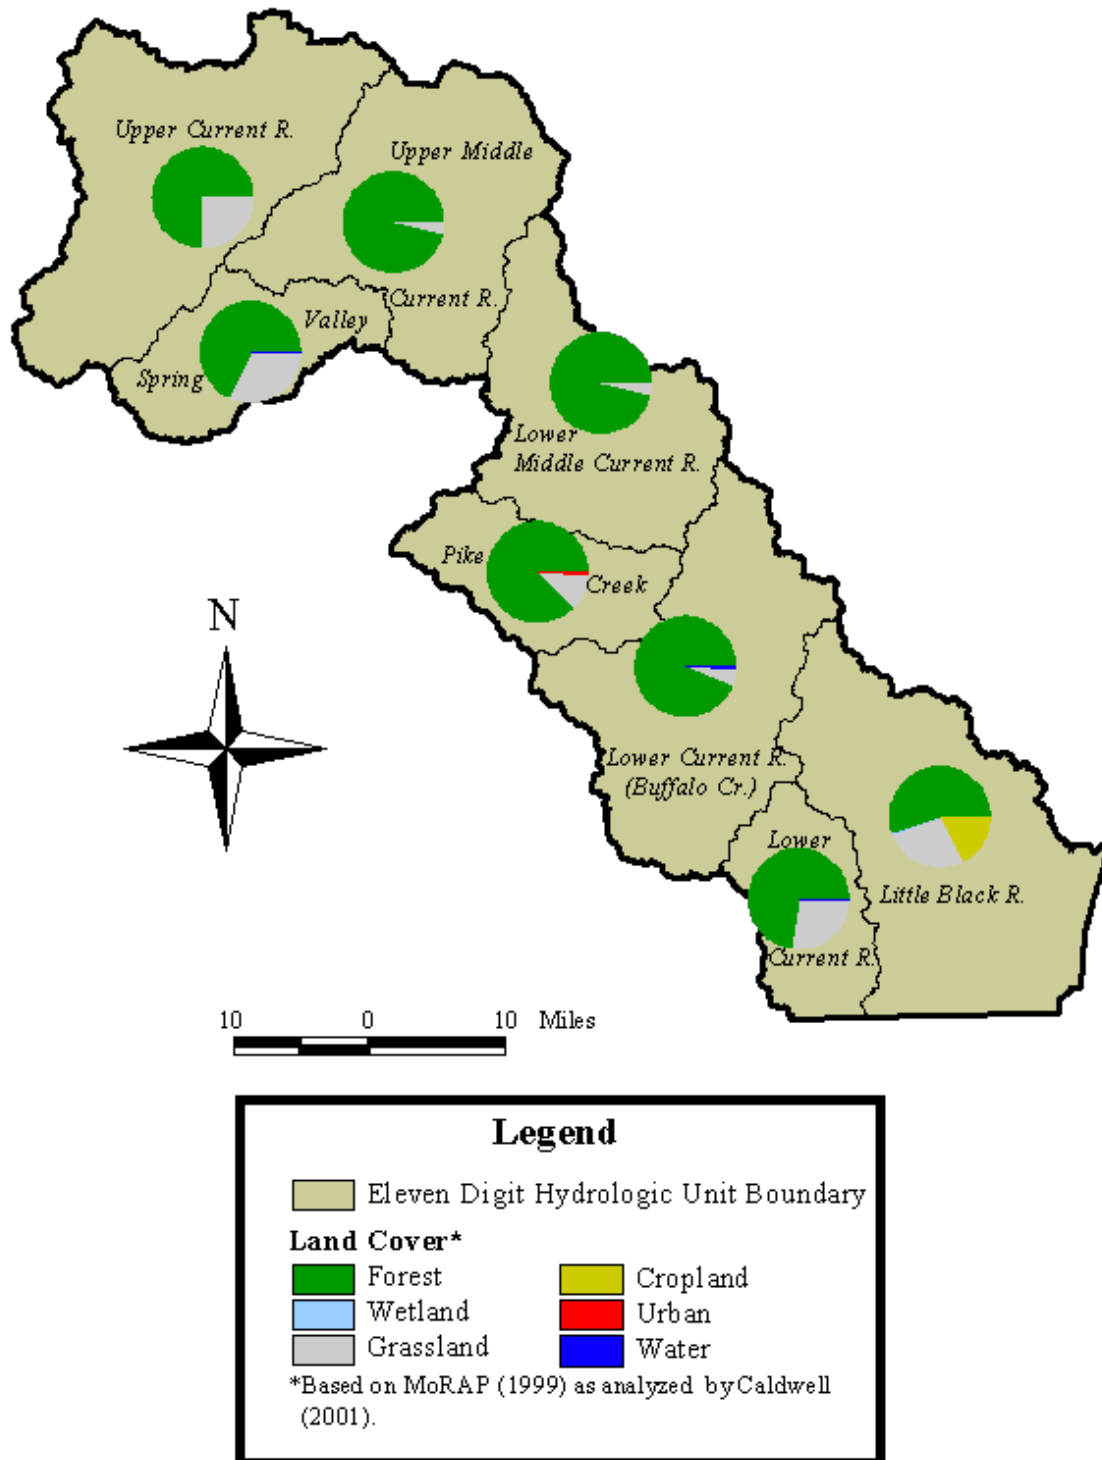 Upper Current R.
Upper Middle
Current R.
Valley
Spring
Lower
Middle Current R.
Pike
Creek
N
Lower Current R.
(Buffalo Cr.)
Lower
Current R.
Little Black R.
10 0 10 Miles
Legend
Eleven Digit Hydrologic Unit Boundary
Land Cover*
Forest Cropland
Wetland Urban
Grassland Water
*Based on MoRAP (1999) as analyzed by Caldwell
(2001).